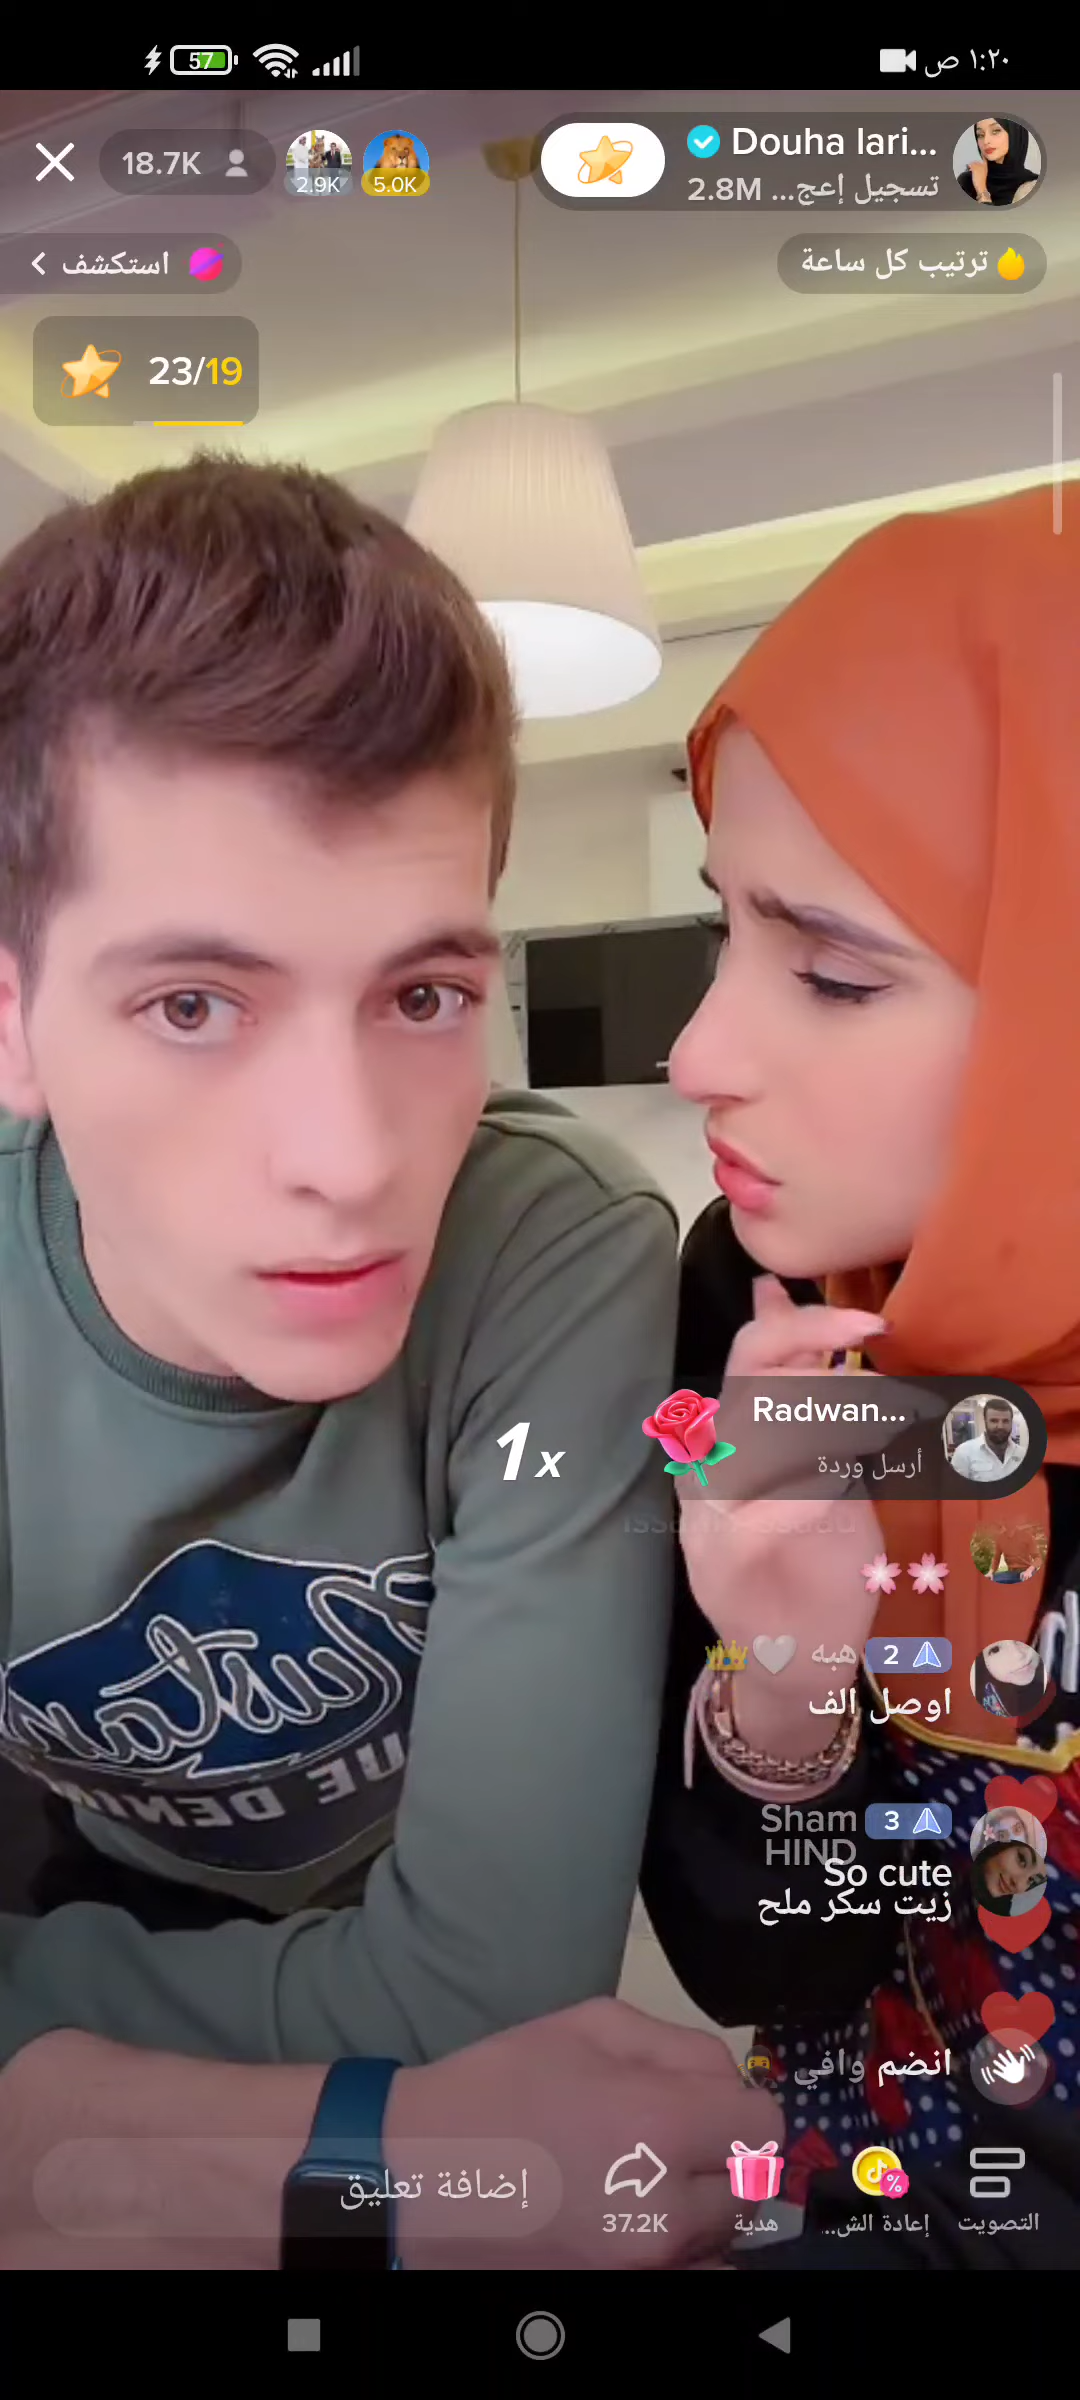 57
١:٢٠ ص
18.7K
2.9K
5.0K
Douha lari...
تسجيل إعج... 2.8M
استكشف
ترتيب كل ساعة
23/19
1x
Radwan...
أرسل وردة
🌸🌸
2 هبه 🤍👑
اوصل الف
3 Sham
HIND
So cute
زيت سكر ملح
انضم وافي
إضافة تعليق
37.2K
هدية
إعادة الش...
التصويت